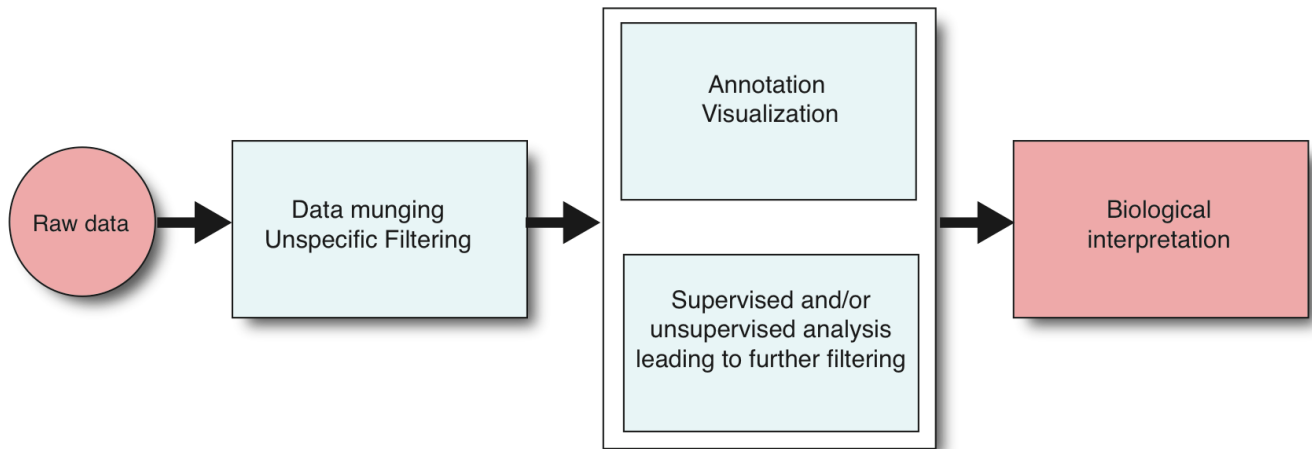 Raw data
Data munging
Unspecific Filtering
Annotation
Visualization
Supervised and/or
unsupervised analysis
leading to further filtering
Biological
interpretation